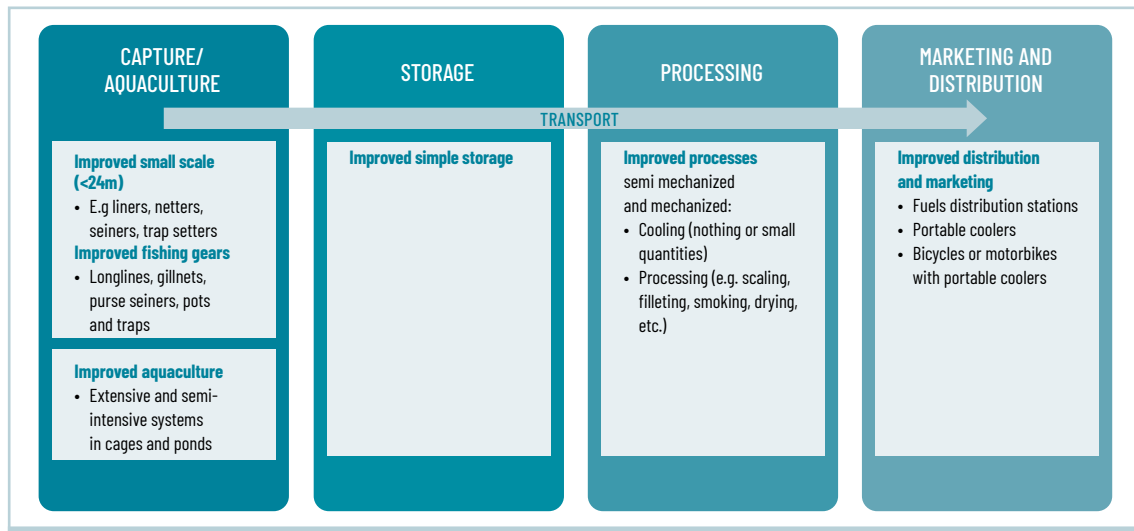 CAPTURE/
AQUACULTURE
STORAGE
PROCESSING
MARKETING AND
DISTRIBUTION
TRANSPORT
Improved small scale
(<24m)
• E.g liners, netters,
seiners, trap setters
Improved fishing gears
• Longlines, gillnets,
purse seiners, pots
and traps
Improved aquaculture
• Extensive and semi-
intensive systems
in cages and ponds
Improved simple storage
Improved processes
semi mechanized
and mechanized:
• Cooling (nothing or small
quantities)
• Processing (e.g. scaling,
filleting, smoking, drying,
etc.)
Improved distribution
and marketing
• Fuels distribution stations
• Portable coolers
• Bicycles or motorbikes
with portable coolers